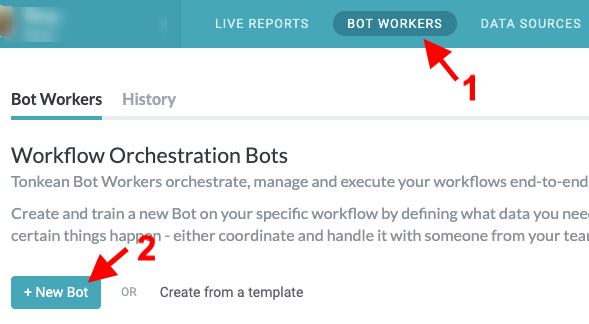 LIVE REPORTS BOT WORKERS DATA SOURCES
1
Bot Workers History
Workflow Orchestration Bots
Tonkean Bot Workers orchestrate, manage and execute your workflows end-to-end
Create and train a new Bot on your specific workflow by defining what data you nee
certain things happen - either coordinate and handle it with someone from your tean
2
+ New Bot OR Create from a template